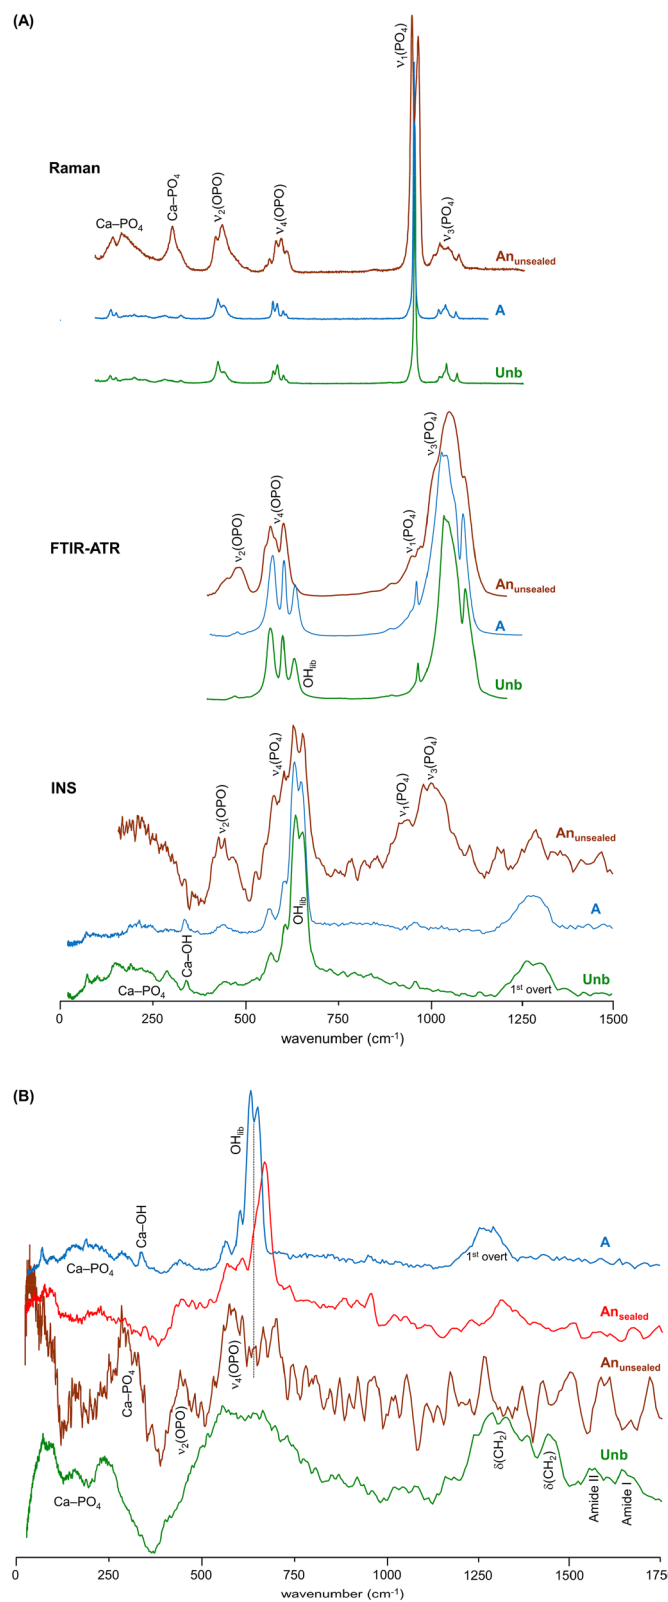 (A)
ν1(PO4)
Raman
Ca–PO4
Ca–PO4
ν2(OPO)
ν4(OPO)
ν3(PO4)
Anunsealed
A
Unb
ν3(PO4)
ν4(OPO)
ν1(PO4)
FTIR-ATR
ν2(OPO)
Anunsealed
A
OHlib
Unb
ν4(PO4)
ν3(PO4)
INS
ν2(OPO)
ν1(PO4)
Anunsealed
A
OHlib
Ca–OH
Ca–PO4
1st overt
Unb
0 250 500 750 1000 1250 1500
wavenumber (cm-1)
(B)
OHlib
Ca–OH
A
Ca–PO4
1st overt
Ansealed
Anunsealed
Ca–PO4
ν4(OPO)
ν2(OPO)
Unb
δ(CH2)
δ(CH2)
Ca–PO4
Amide II
Amide I
0 250 500 750 1000 1250 1500 175
wavenumber (cm-1)